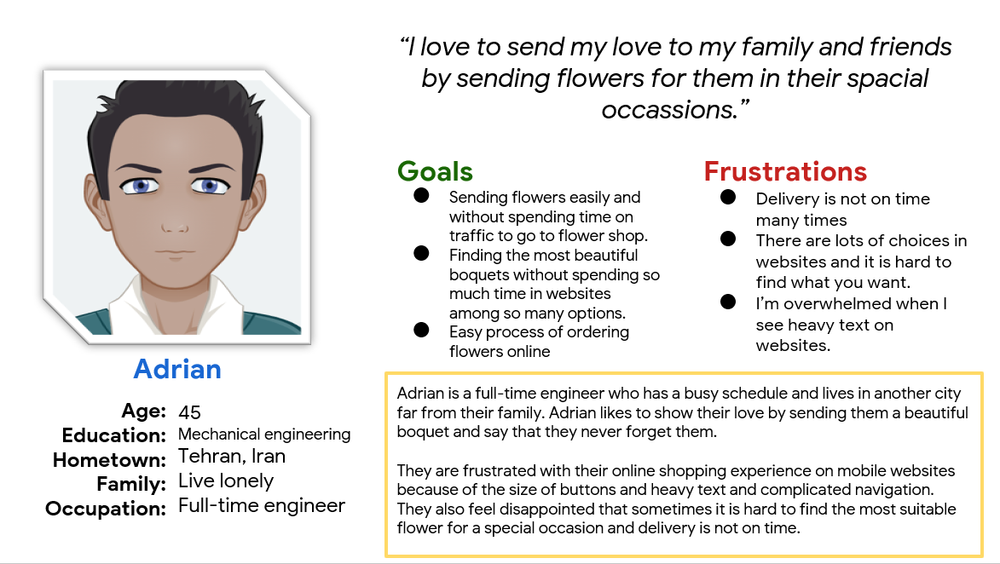 “I love to send my love to my family and friends
by sending flowers for them in their spacial
occassions.”
Goals
Sending flowers easily and
without spending time on
traffic to go to flower shop.
Finding the most beautiful
boquets without spending so
much time in websites
among so many options.
Easy process of ordering
flowers online
Frustrations
Delivery is not on time
many times
There are lots of choices in
websites and it is hard to
find what you want.
I’m overwhelmed when I
see heavy text on
websites.
Adrian
Age: 45
Education: Mechanical engineering
Hometown: Tehran, Iran
Family: Live lonely
Occupation: Full-time engineer
Adrian is a full-time engineer who has a busy schedule and lives in another city
far from their family. Adrian likes to show their love by sending them a beautiful
boquet and say that they never forget them.
They are frustrated with their online shopping experience on mobile websites
because of the size of buttons and heavy text and complicated navigation.
They also feel disappointed that sometimes it is hard to find the most suitable
flower for a special occasion and delivery is not on time.